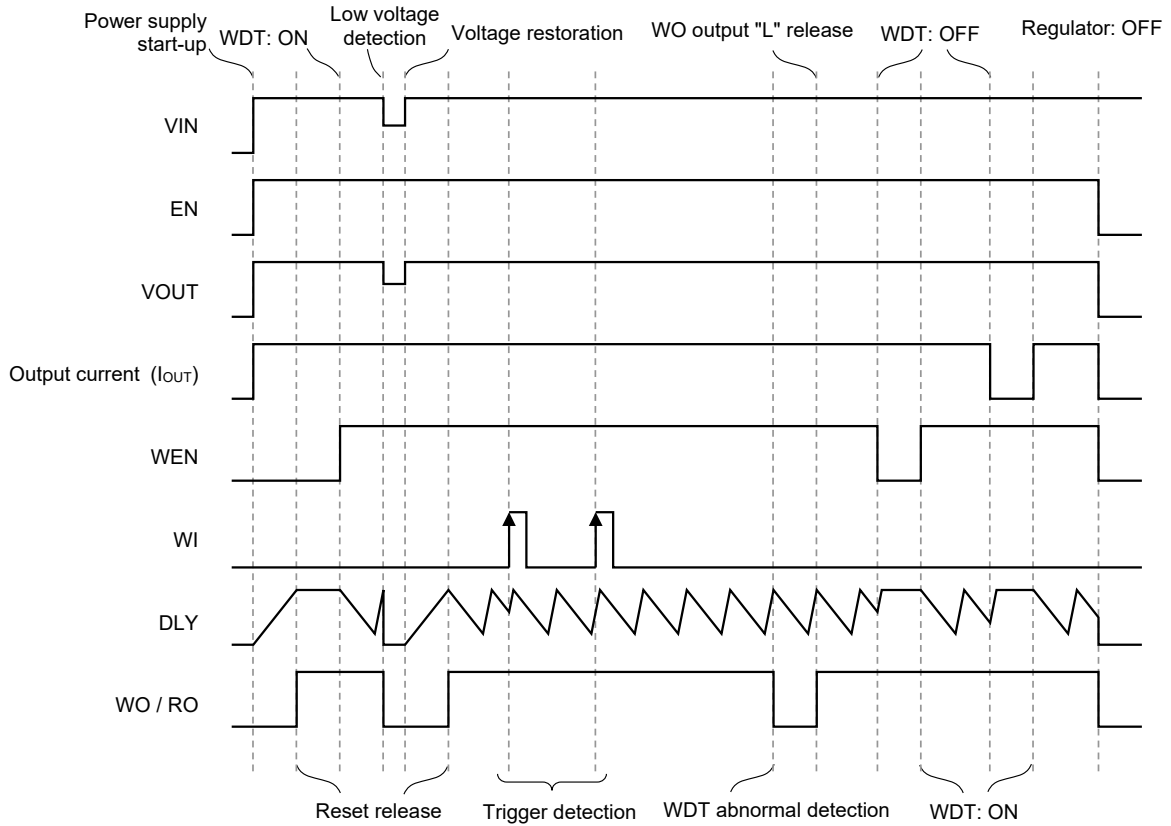 Power supply
start-up
WDT: ON
Low voltage
detection
Voltage restoration
WO output "L" release
WDT: OFF
Regulator: OFF
VIN
EN
VOUT
Output current (IOUT)
WEN
WI
DLY
WO / RO
Reset release
Trigger detection
WDT abnormal detection
WDT: ON